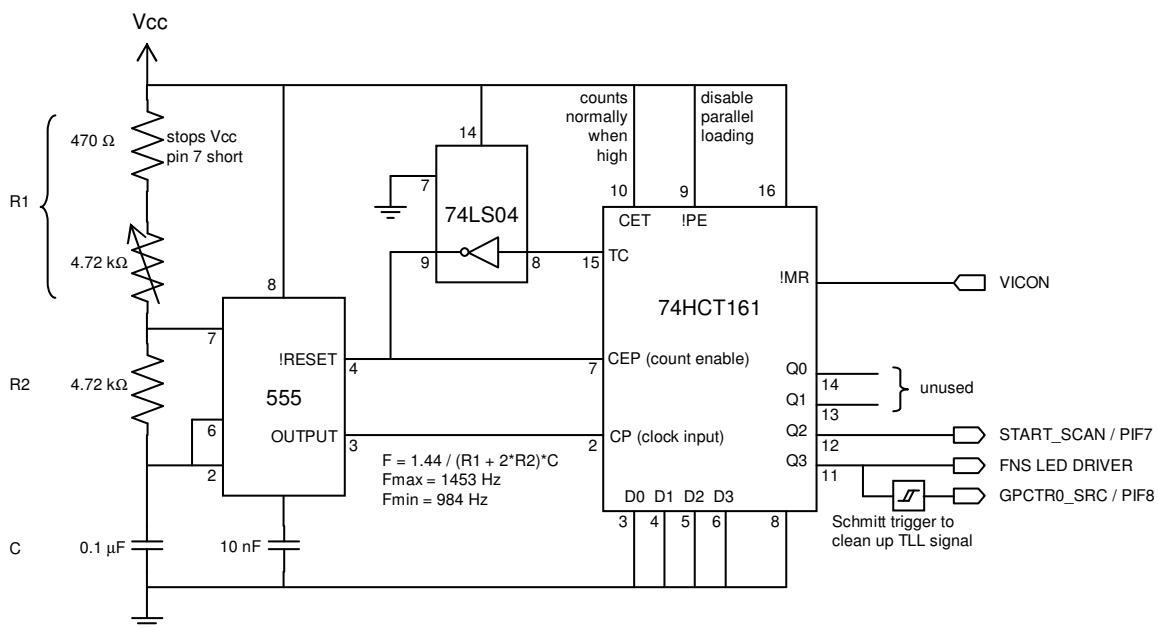 Vcc
470 Ω
stops Vcc
pin 7 short
R1
4.72 kΩ
R2
4.72 kΩ
C
0.1 µF
10 nF
8
7
6
2
!RESET
4
555
OUTPUT
3
F = 1.44 / (R1 + 2*R2)*C
Fmax = 1453 Hz
Fmin = 984 Hz
14
7
74LS04
9
8
counts
normally
when
high
disable
parallel
loading
10
9
16
CET
!PE
15
TC
!MR
VICON
74HCT161
7
CEP (count enable)
2
CP (clock input)
Q0
14
Q1
13
unused
Q2
12
START_SCAN / PIF7
Q3
11
FNS LED DRIVER
GPCTR0_SRC / PIF8
Schmitt trigger to
clean up TLL signal
D0 D1 D2 D3
3
4
5
6
8